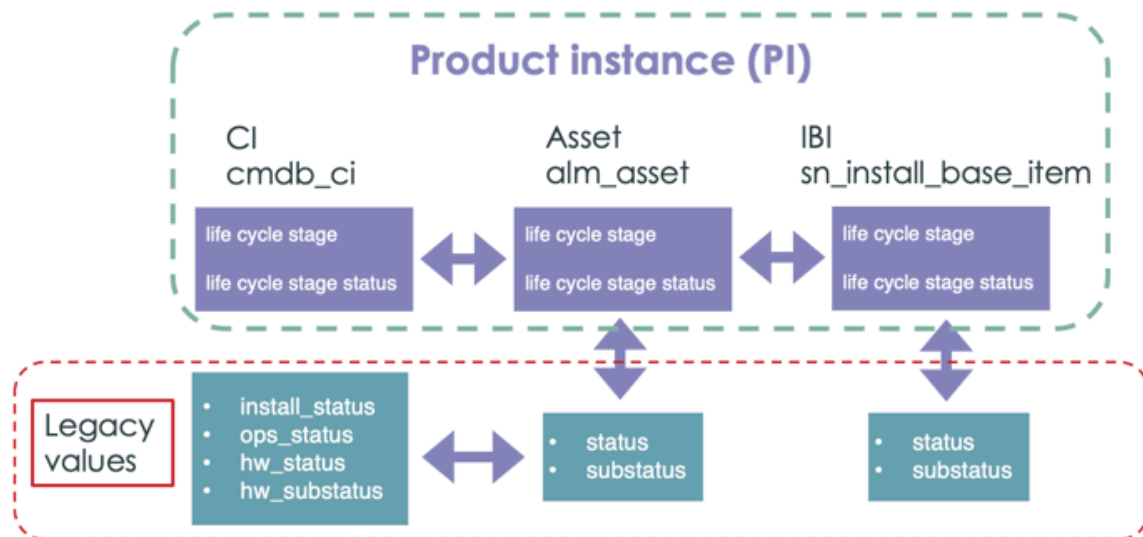 Product instance (PI)
CI
cmdb_ci
Asset
alm_asset
IBI
sn_install_base_item
life cycle stage
life cycle stage status
life cycle stage
life cycle stage status
life cycle stage
life cycle stage status
Legacy
values
• install_status
• ops_status
• hw_status
• hw_substatus
• status
• substatus
• status
• substatus